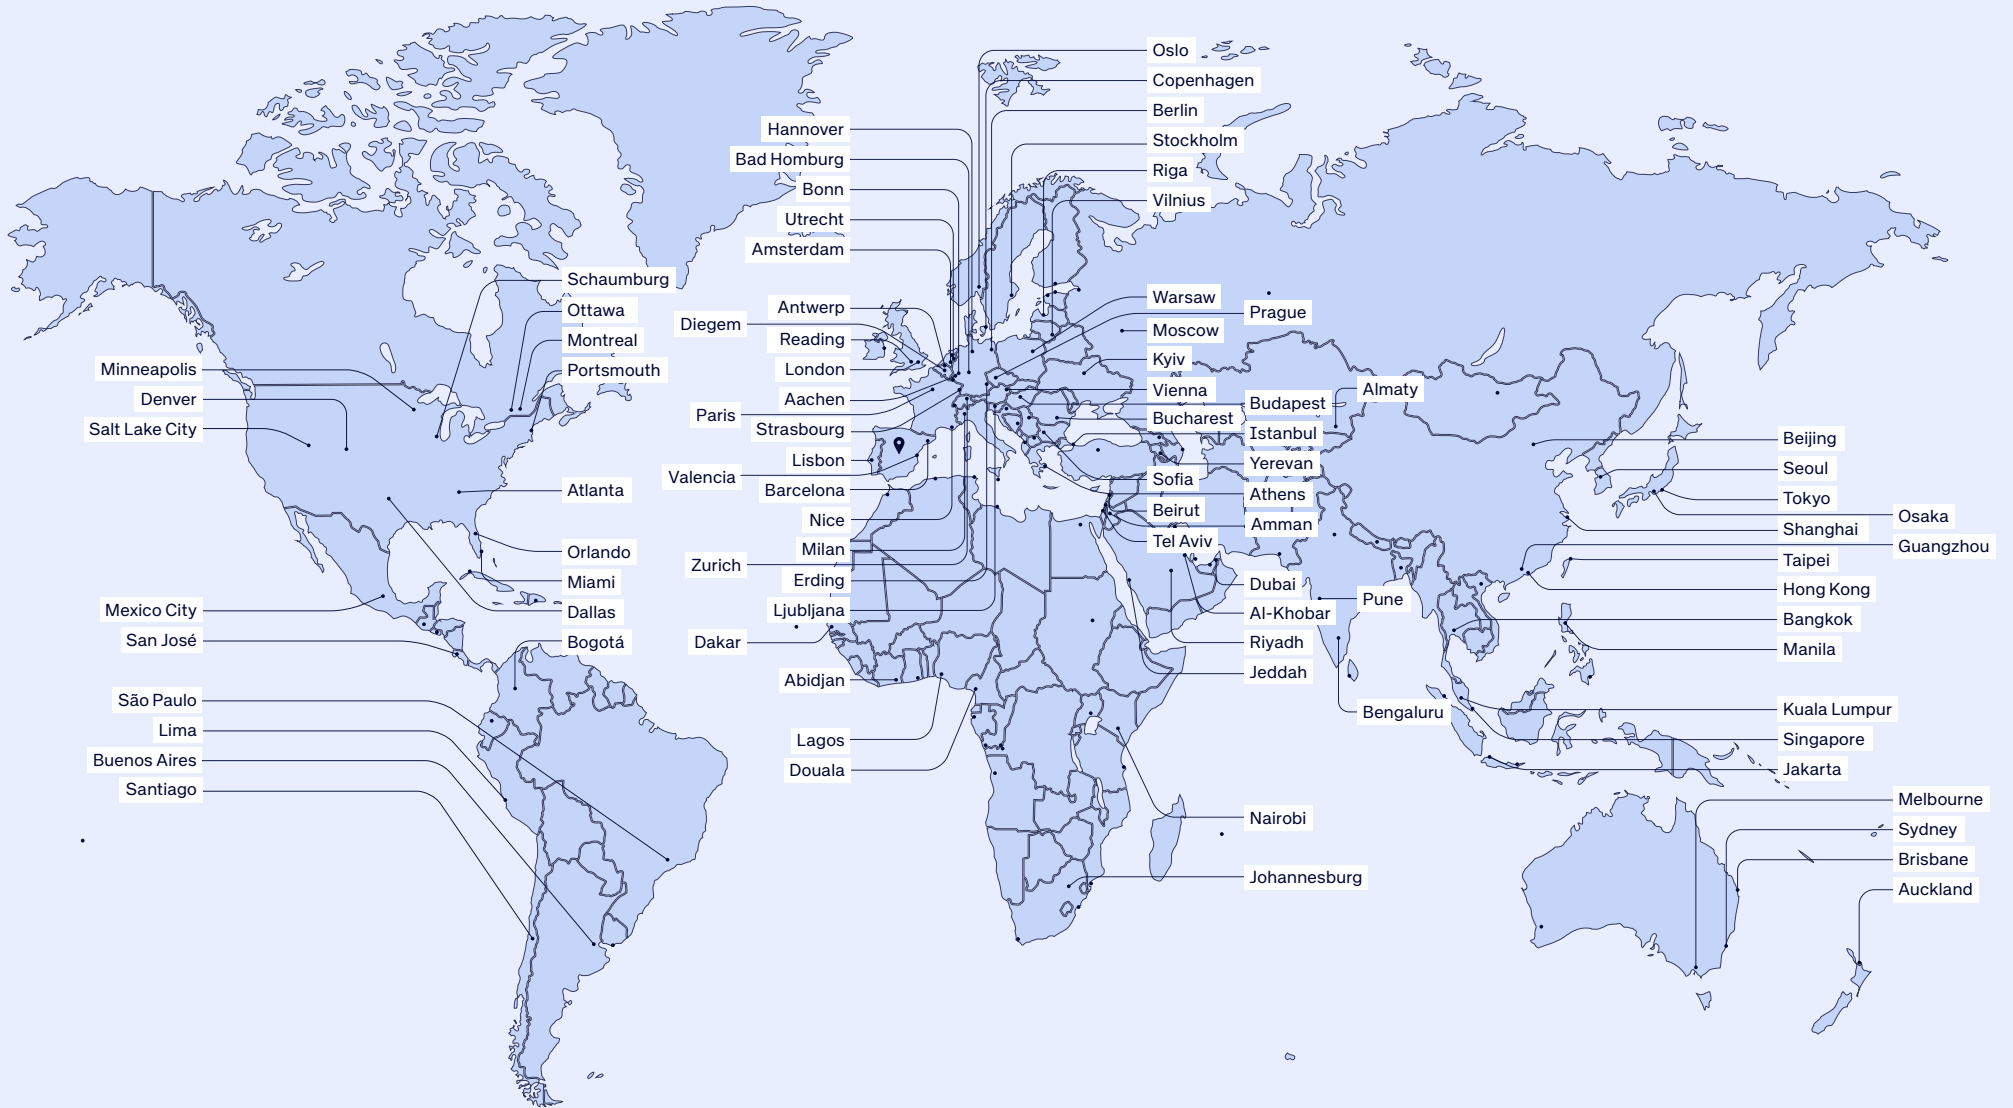 Oslo
Copenhagen
Berlin
Stockholm
Riga
Vilnius
Hannover
Bad Homburg
Bonn
Utrecht
Amsterdam
Antwerp
Diegem
Reading
London
Aachen
Paris
Strasbourg
Lisbon
Valencia
Barcelona
Nice
Milan
Zurich
Erding
Ljubljana
Dakar
Abidjan
Lagos
Douala
Schaumburg
Ottawa
Montreal
Portsmouth
Minneapolis
Denver
Salt Lake City
Atlanta
Orlando
Miami
Dallas
Mexico City
San José
Bogotá
São Paulo
Lima
Buenos Aires
Santiago
Warsaw
Prague
Moscow
Kyiv
Vienna
Budapest
Bucharest
Istanbul
Yerevan
Sofia
Athens
Beirut
Amman
Tel Aviv
Dubai
Al-Khobar
Riyadh
Jeddah
Nairobi
Johannesburg
Almaty
Pune
Bengaluru
Beijing
Seoul
Tokyo
Osaka
Shanghai
Guangzhou
Taipei
Hong Kong
Bangkok
Manila
Kuala Lumpur
Singapore
Jakarta
Melbourne
Sydney
Brisbane
Auckland